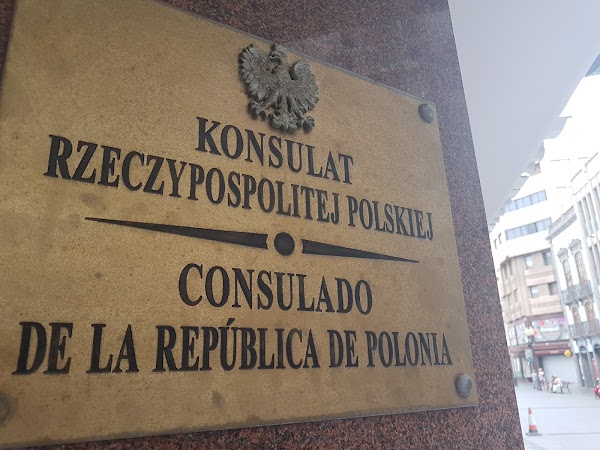 KONSULAT
RZECZYPOSPOLITEJ POLSKIEJ
CONSULADO
DE LA REPÚBLICA DE POLONIA